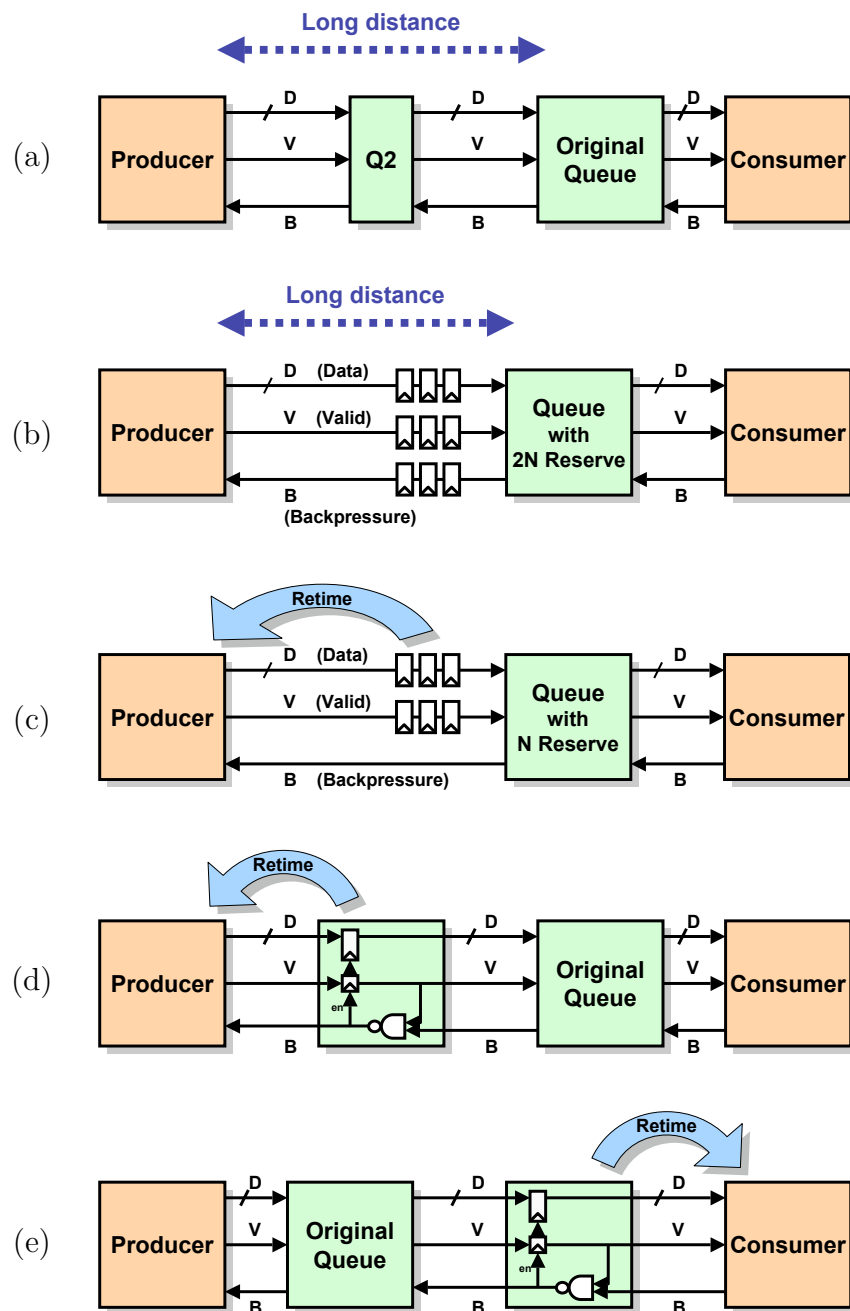 Long distance
(a)
D D D
Producer V Q2 V Original Queue V Consumer
B B B
Long distance
(b)
D (Data) D
Producer V (Valid) Queue with 2N Reserve V Consumer
B B
(Backpressure)
Retime
(c)
D (Data) D
Producer V (Valid) Queue with N Reserve V Consumer
B (Backpressure) B
Retime
(d)
D D D
Producer V V Original Queue V Consumer
en
B B B
Retime
(e)
D D D
Producer V Original Queue V V Consumer
en
B B B